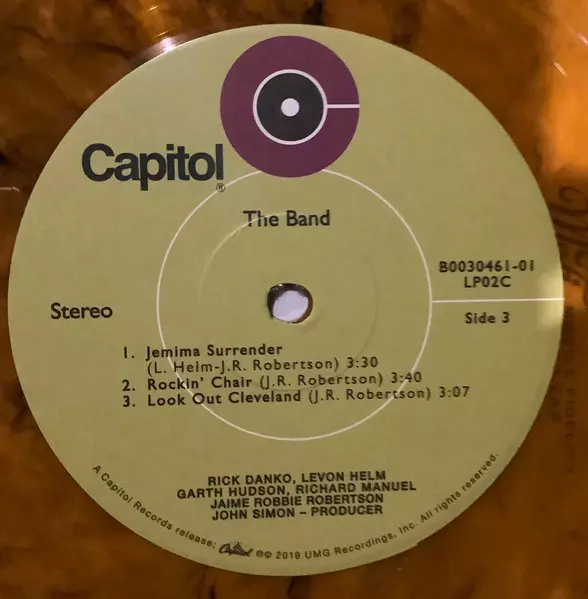 Capitol®
The Band
B0030461-01
LP02C
Stereo
Side 3
1. Jemima Surrender
(L. Helm-J.R. Robertson) 3:30
2. Rockin' Chair (J.R. Robertson) 3:40
3. Look Out Cleveland (J.R. Robertson) 3:07
RICK DANKO, LEVON HELM
GARTH HUDSON, RICHARD MANUEL
JAIME ROBBIE ROBERTSON
JOHN SIMON – PRODUCER
A Capitol Records release; Capitol ℗© 2019 UMG Recordings, Inc. All rights reserved.